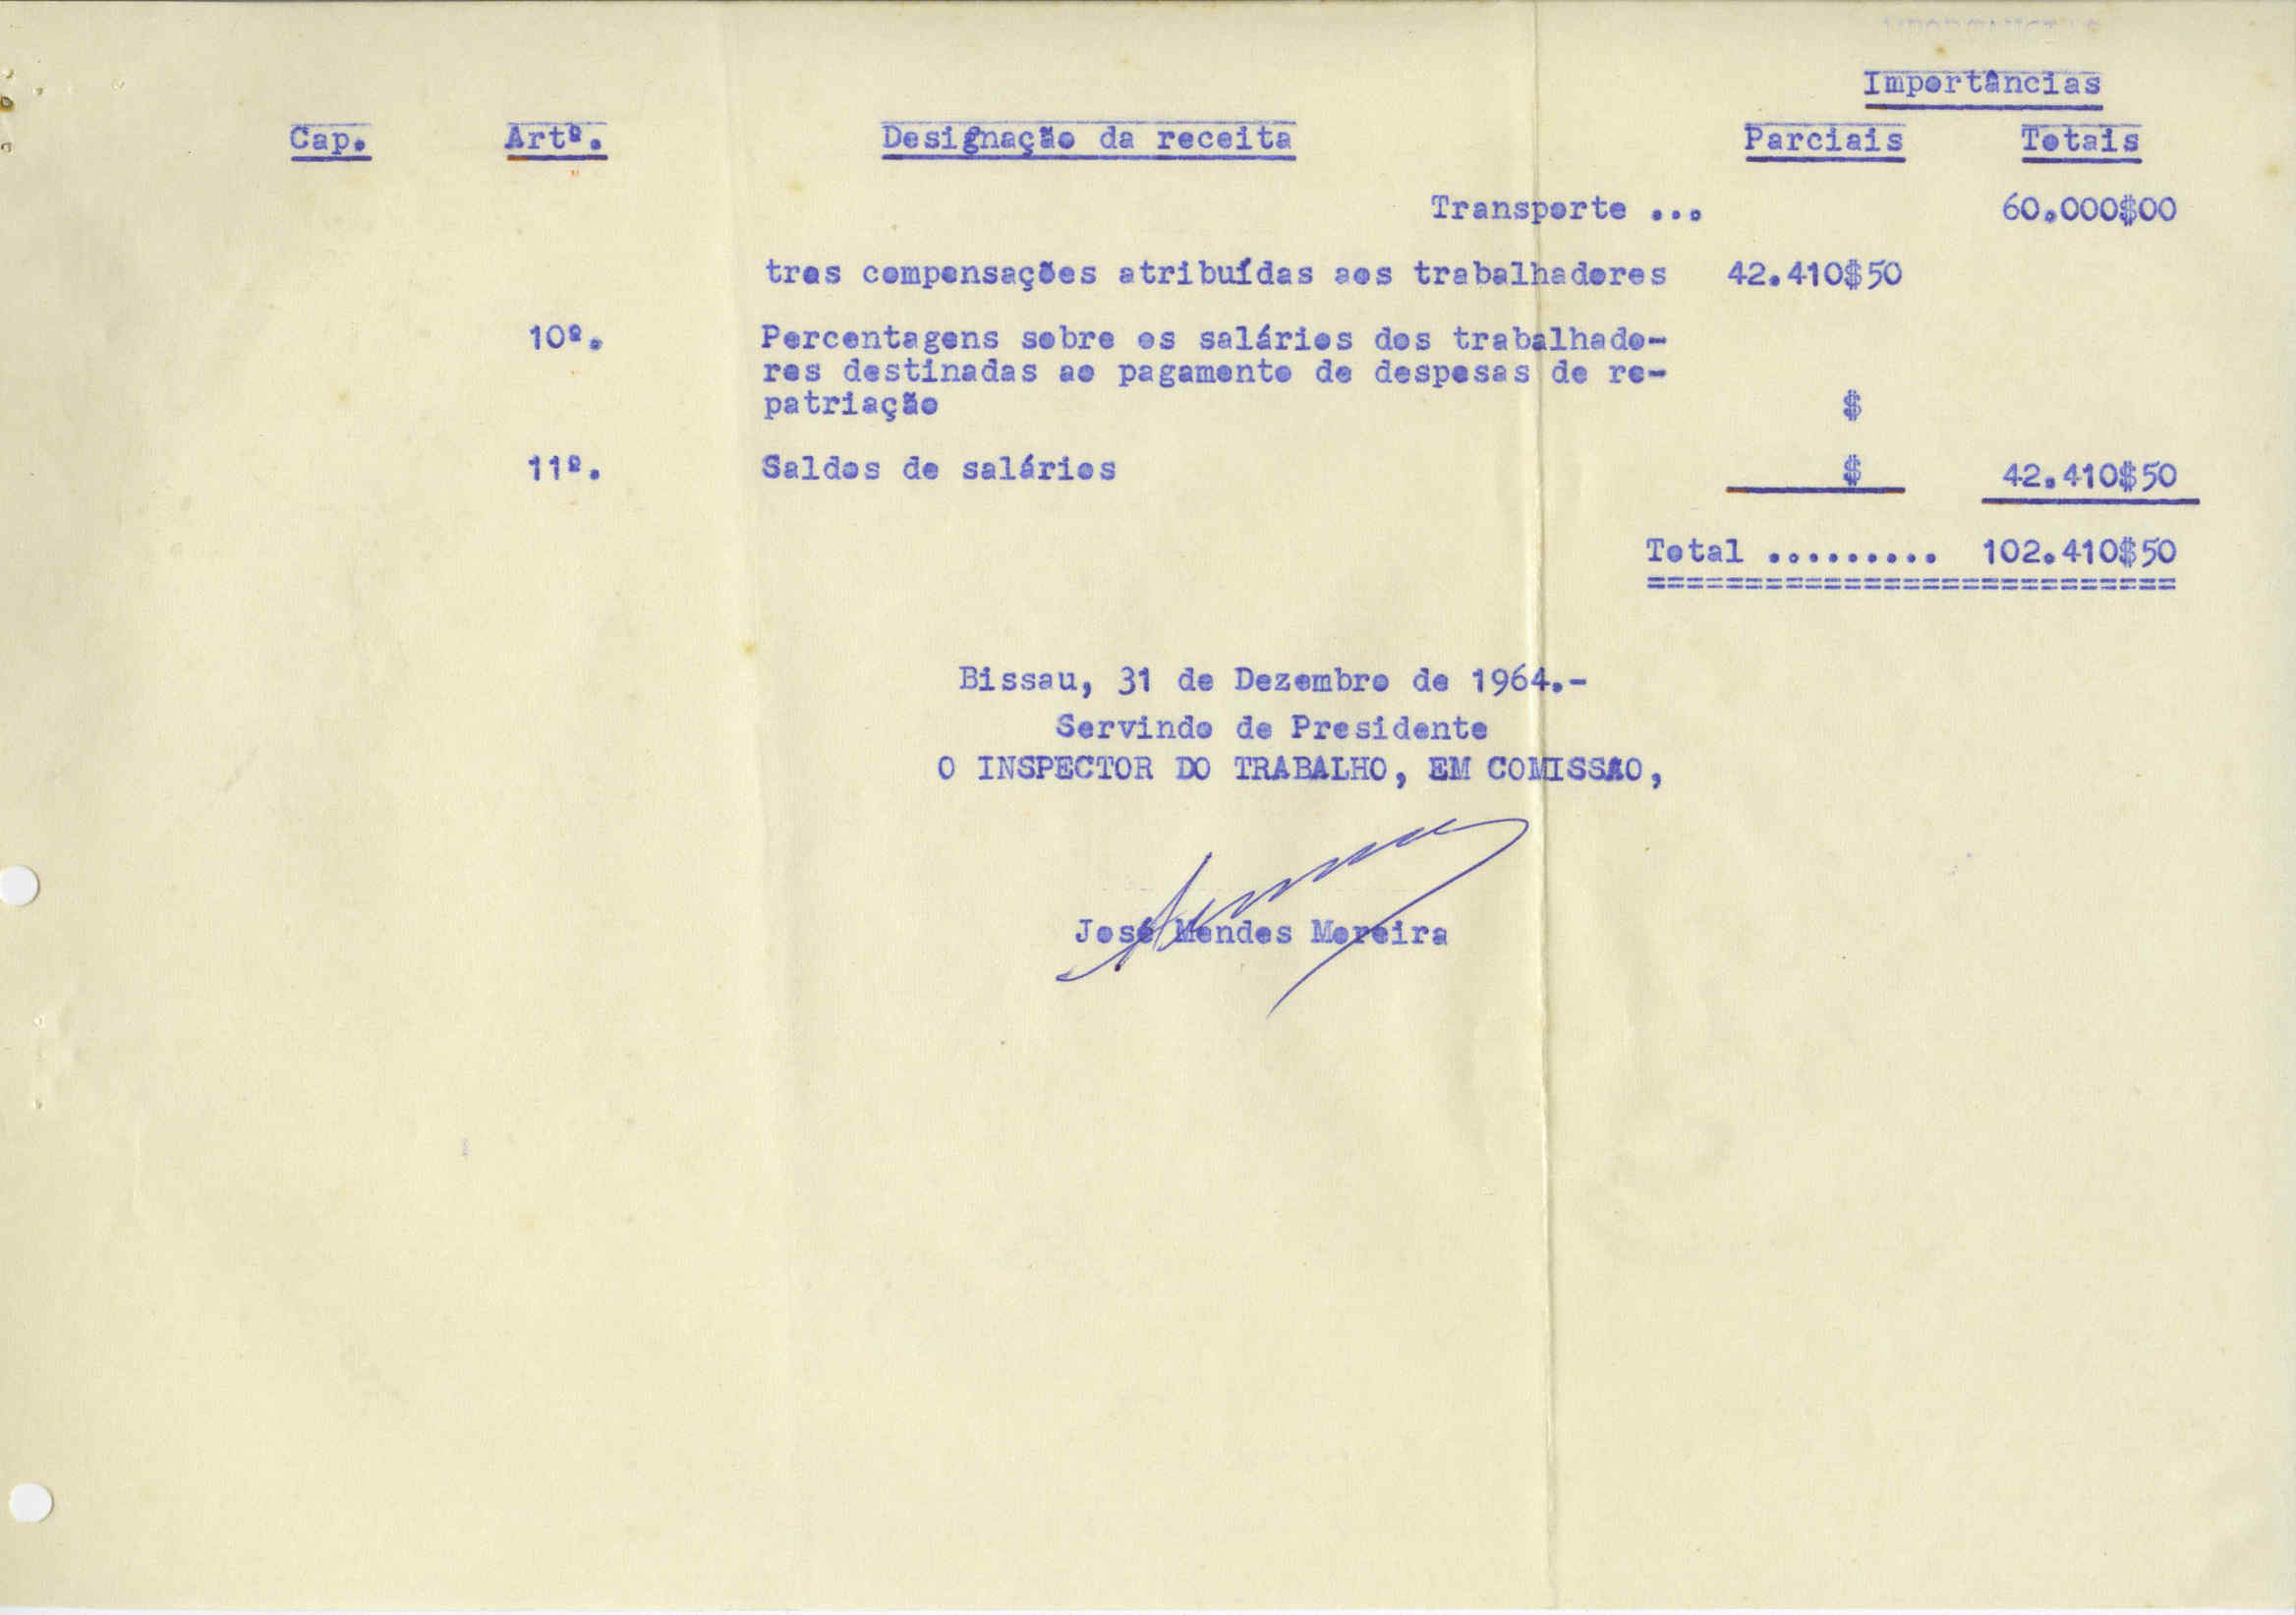 Importâncias
Cap. Artº. Designação da receita Parciais Totais
Transporte ... 60.000$00
tras compensações atribuídas aos trabalhadores 42.410$50
10º. Percentagens sobre os salários dos trabalhado-
res destinadas ao pagamento de despesas de re-
patriação $
11º. Saldos de salários $ 42.410$50
Total ......... 102.410$50
===========================
Bissau, 31 de Dezembro de 1964.-
Servindo de Presidente
O INSPECTOR DO TRABALHO, EM COMISSÃO,
José Mendes Moreira